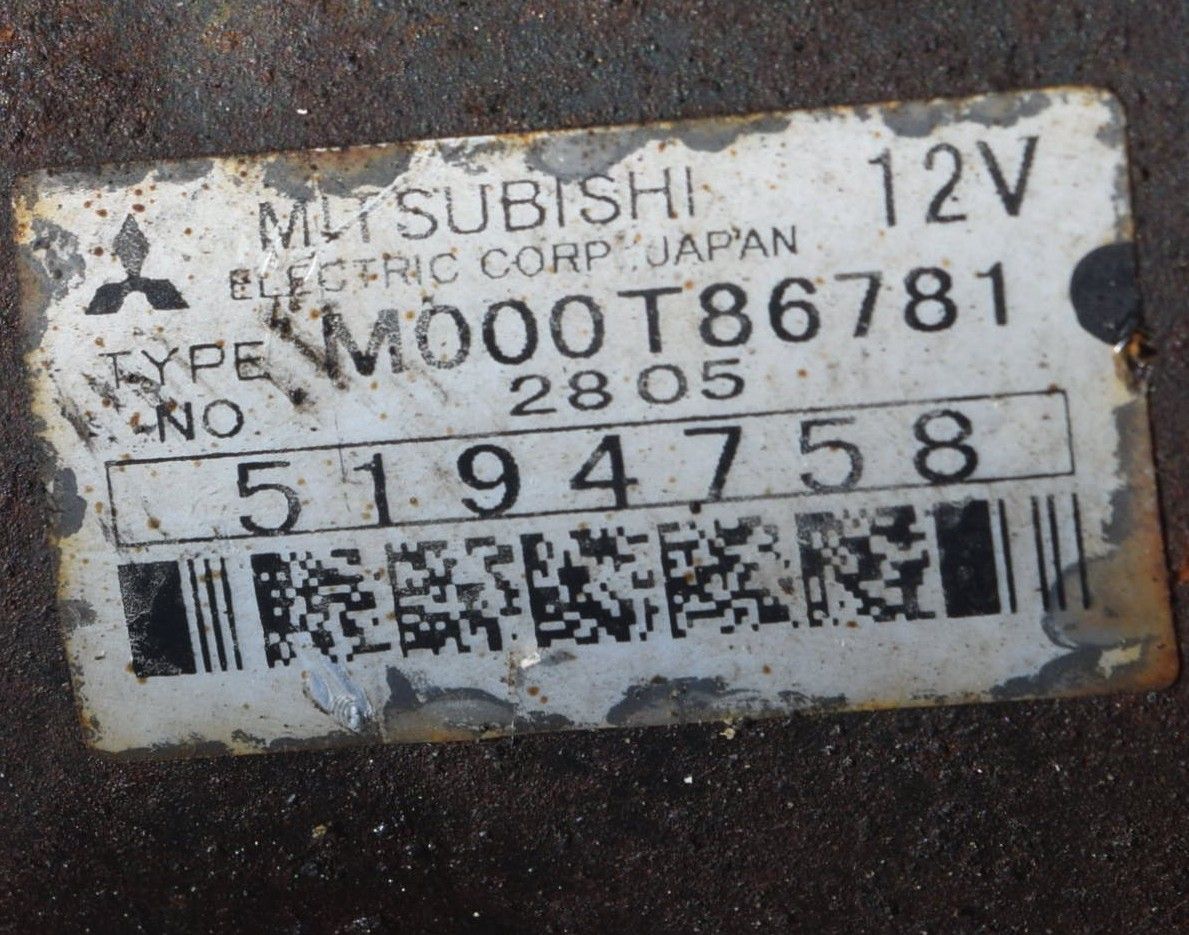 MITSUBISHI 12V
ELECTRIC CORP. JAPAN
TYPE M000T86781
NO. 2805
5194758